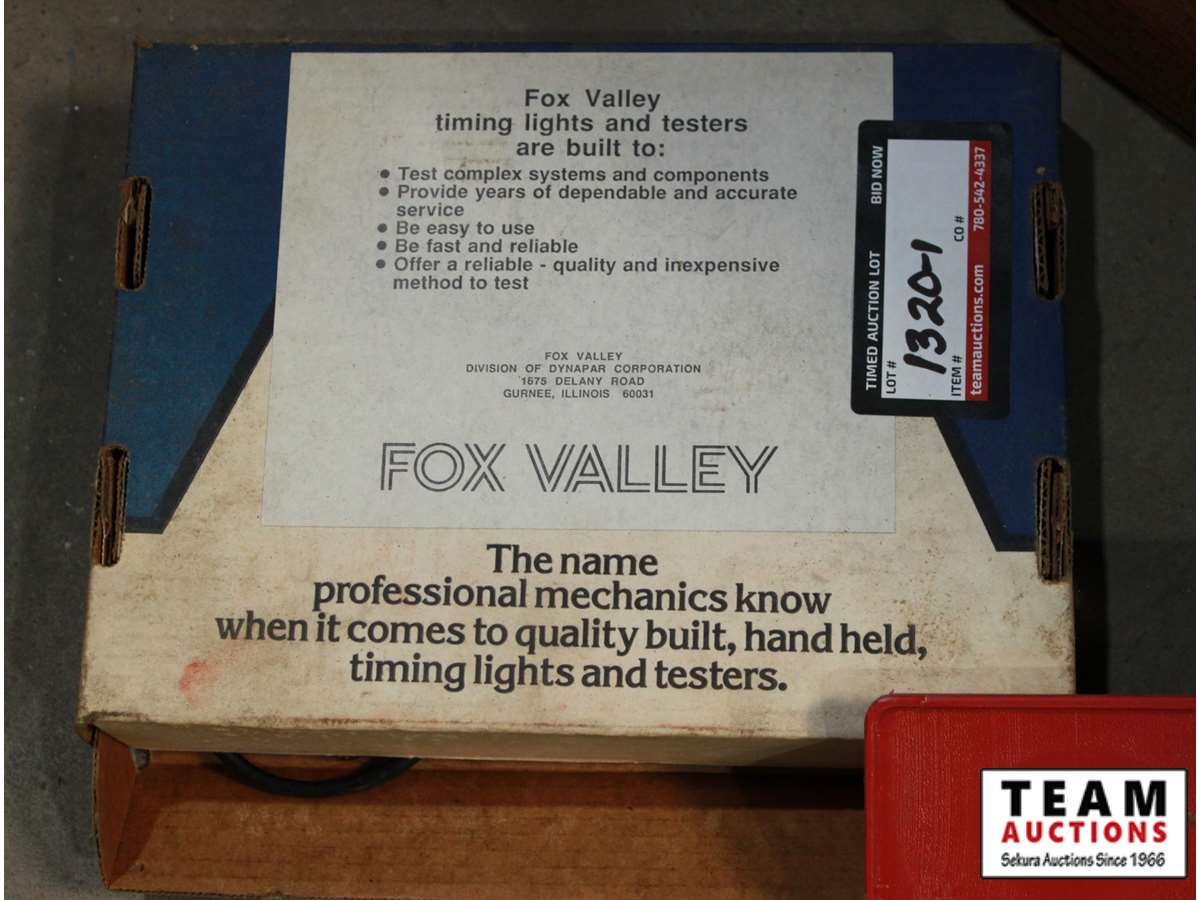 Fox Valley
timing lights and testers
are built to:
● Test complex systems and components
● Provide years of dependable and accurate
service
● Be easy to use
● Be fast and reliable
● Offer a reliable - quality and inexpensive
method to test
FOX VALLEY
DIVISION OF DYNAPAR CORPORATION
1675 DELANY ROAD
GURNEE, ILLINOIS 60031
FOX VALLEY
The name
professional mechanics know
when it comes to quality built, hand held,
timing lights and testers.
TIMED AUCTION LOT BID NOW
LOT #
1320-1
ITEM # CO #
teamauctions.com 780-542-4337
TEAM
AUCTIONS
Sekura Auctions Since 1966